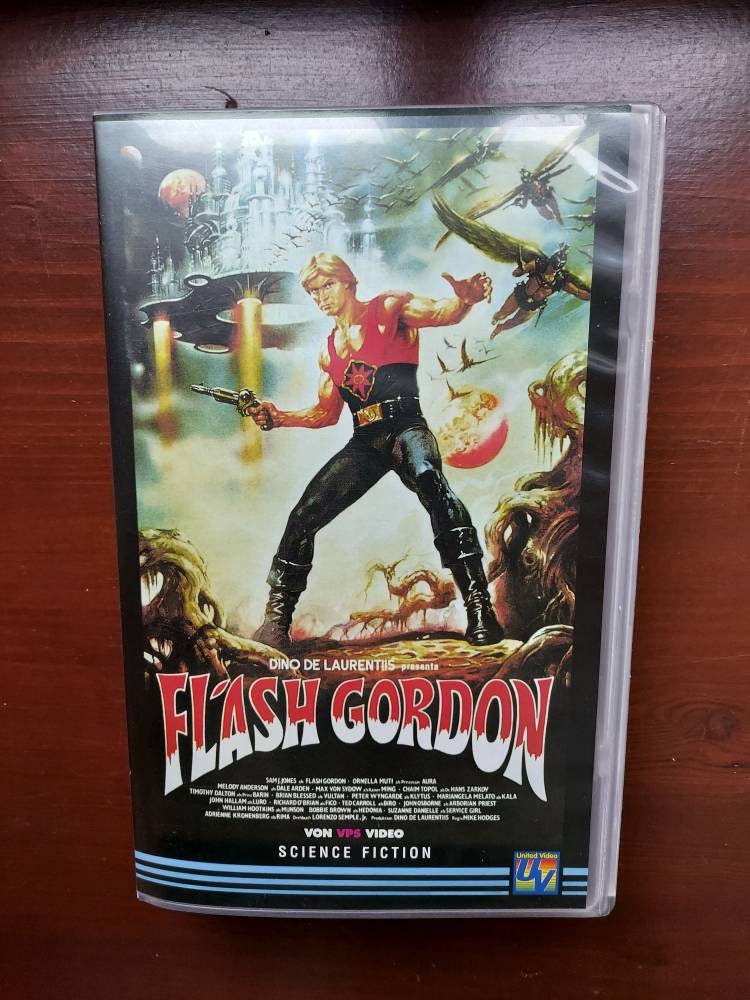 DINO DE LAURENTIIS presenta
FLASH GORDON
SAM J. JONES als FLASH GORDON · ORNELLA MUTI als Prinzessin AURA
MELODY ANDERSON als DALE ARDEN · MAX VON SYDOW als Kaiser MING · CHAIM TOPOL als Dr. HANS ZARKOV
TIMOTHY DALTON als Prinz BARIN · BRIAN BLESSED als VULTAN · PETER WYNGARDE als KLYTUS · MARIANGELA MELATO als KALA
JOHN HALLAM als LURO · RICHARD O'BRIAN als FICO · TED CARROLL als BIRO · JOHN OSBORNE als ARBORIAN PRIEST
WILLIAM HOOTKINS als MUNSON BOBBIE BROWN als HEDONIA · SUZANNE DANIELLE als SERVICE GIRL
ADRIENNE KRONENBERG als RIMA Drehbuch LORENZO SEMPLE, Jr. Produktion DINO DE LAURENTIIS Regie MIKE HODGES
VON VPS VIDEO
SCIENCE FICTION
United Video
UV